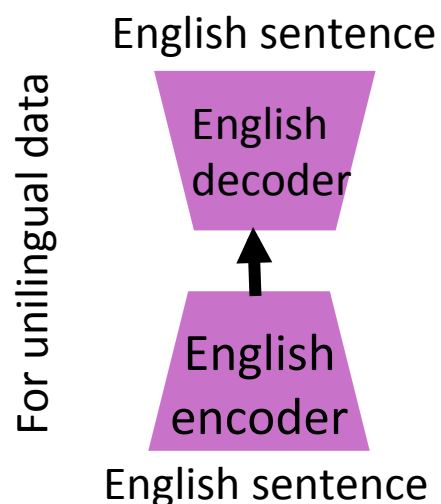 English sentence
English
decoder
For unilingual data
English
encoder
English sentence